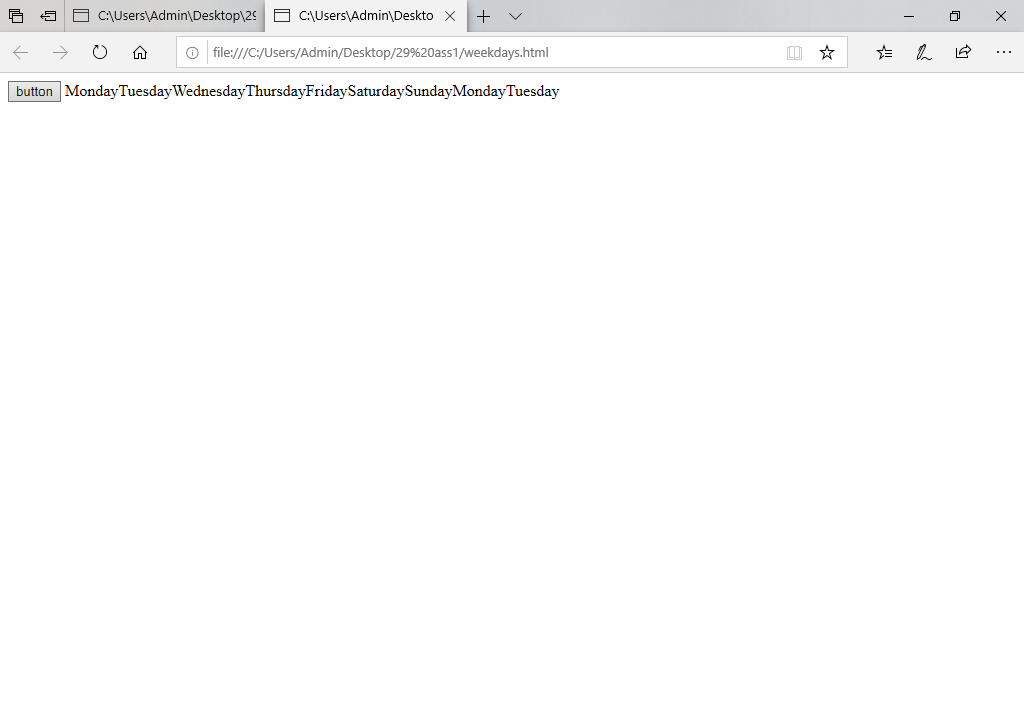 C:\Users\Admin\Desktop\29
C:\Users\Admin\Deskto
file:///C:/Users/Admin/Desktop/29%20ass1/weekdays.html
button MondayTuesdayWednesdayThursdayFridaySaturdaySundayMondayTuesday